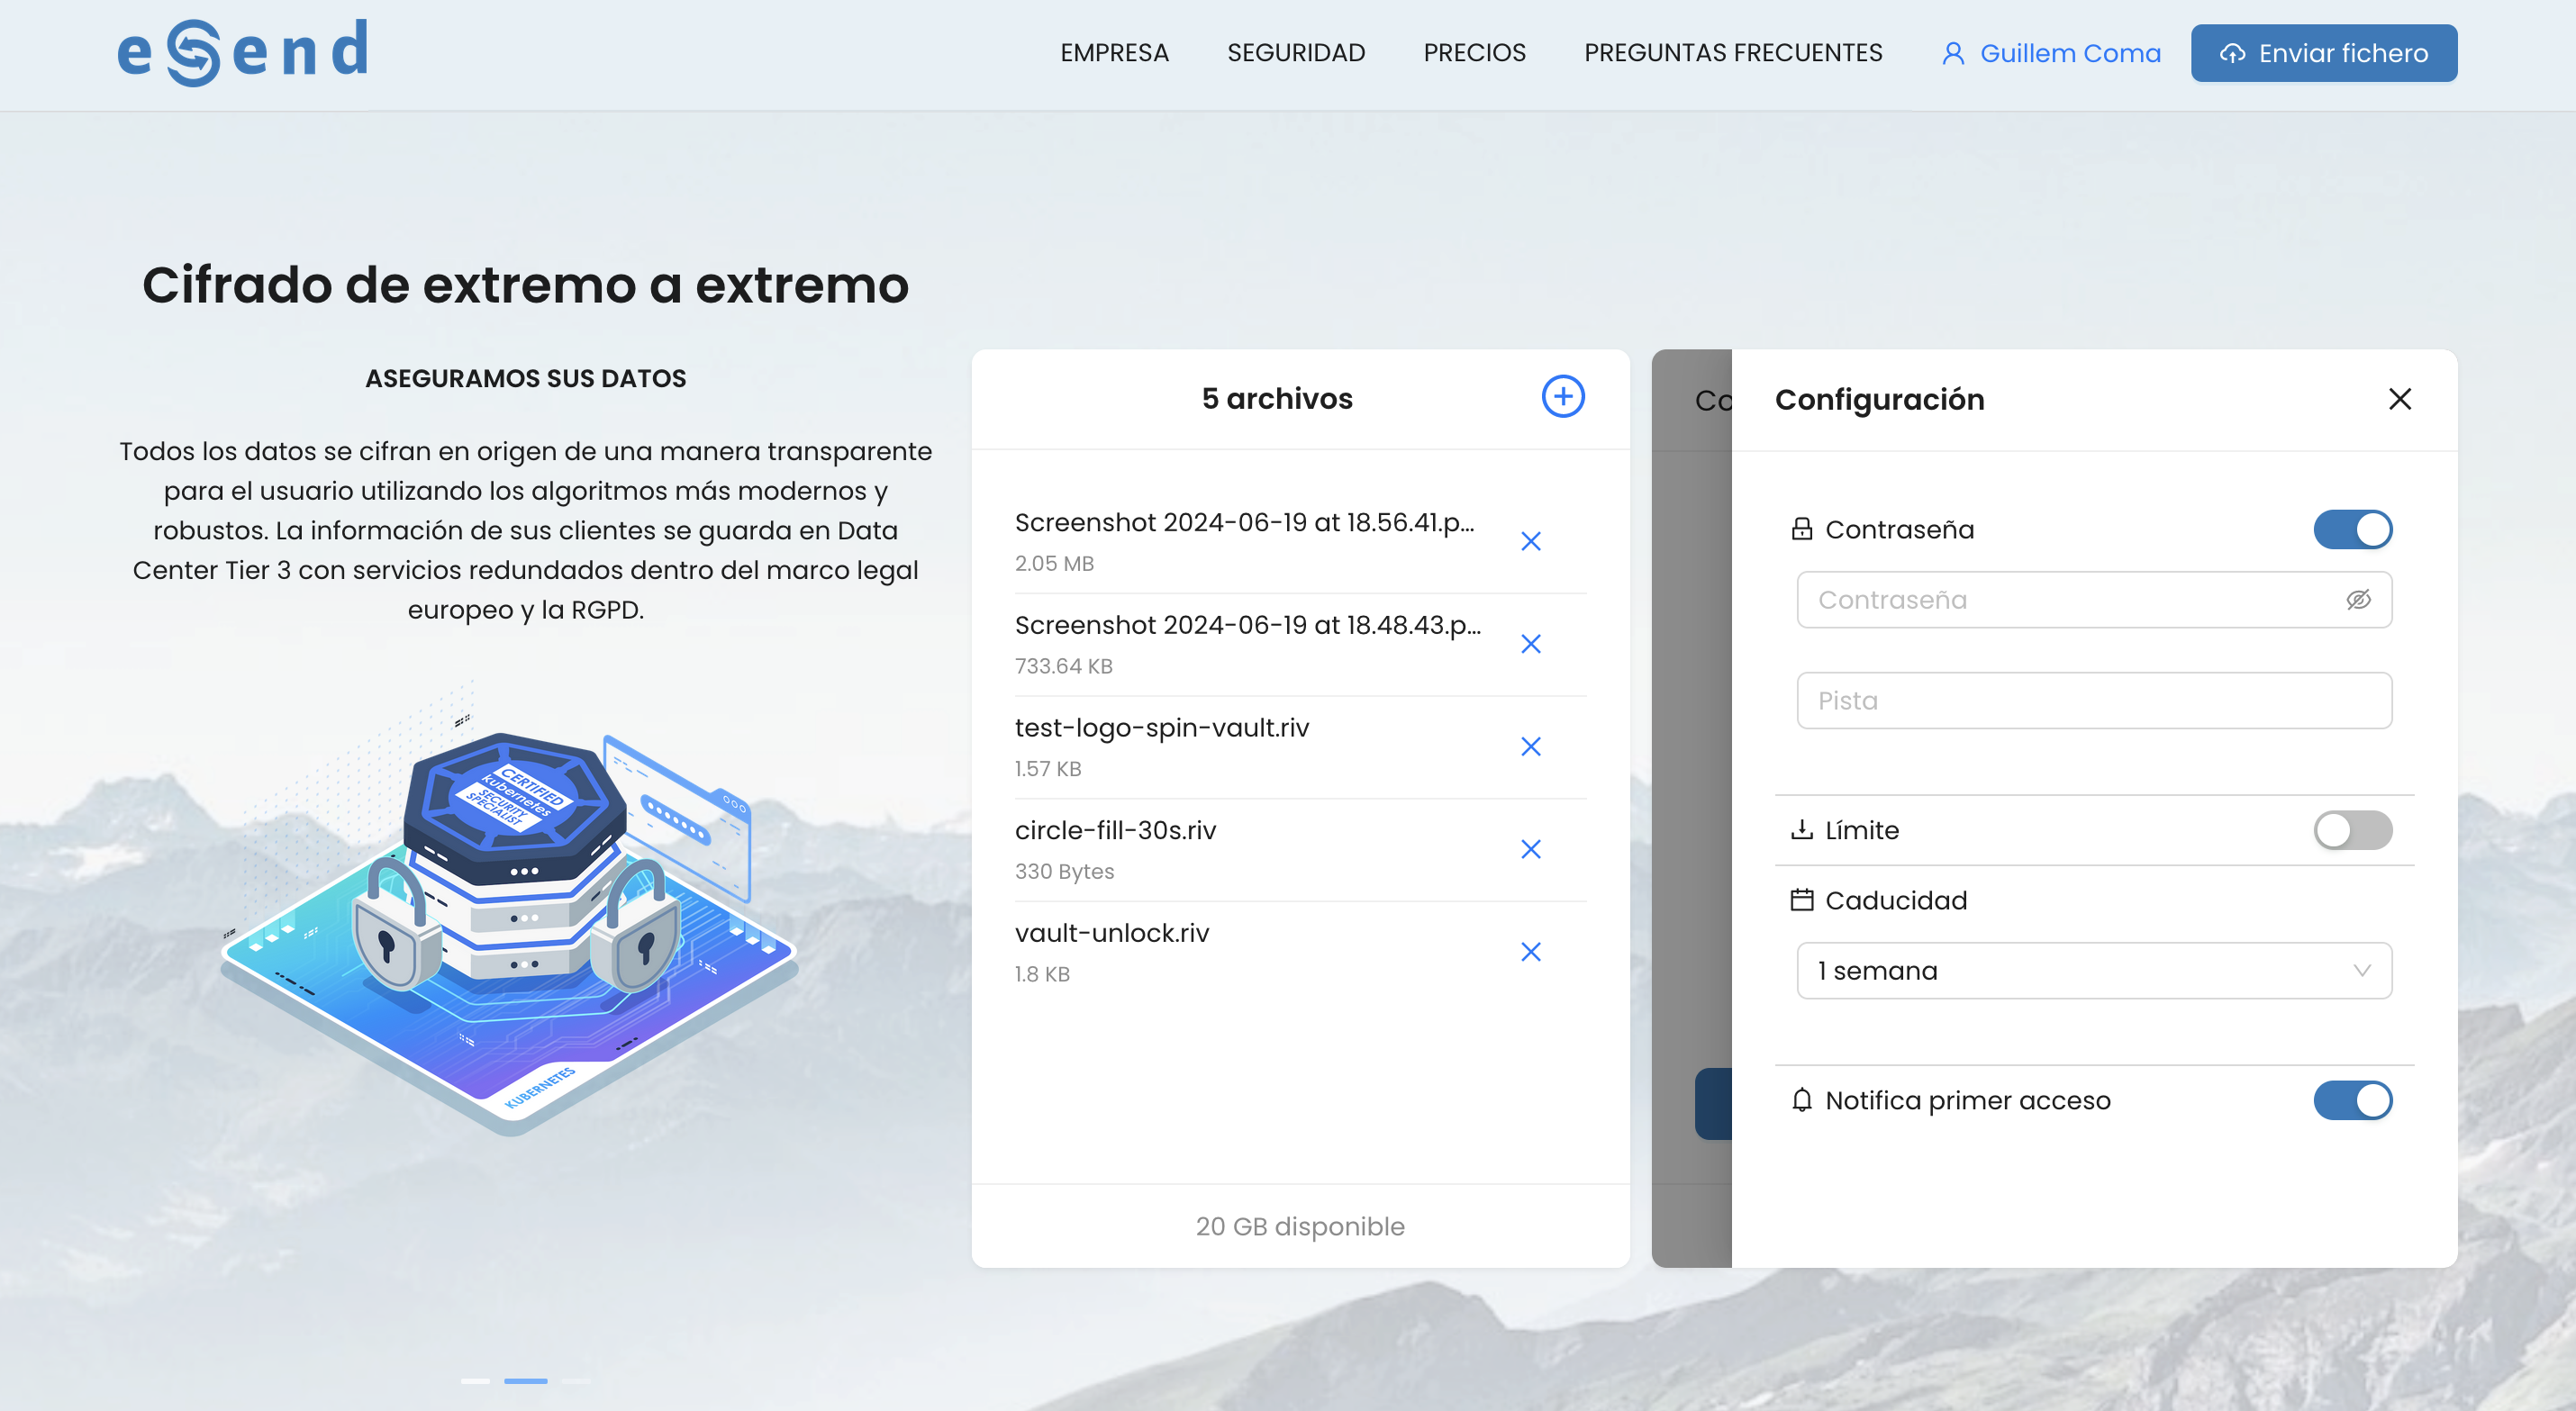 eSend
EMPRESA
SEGURIDAD
PRECIOS
PREGUNTAS FRECUENTES
Guillem Coma
Enviar fichero
Cifrado de extremo a extremo
ASEGURAMOS SUS DATOS
Todos los datos se cifran en origen de una manera transparente
para el usuario utilizando los algoritmos más modernos y
robustos. La información de sus clientes se guarda en Data
Center Tier 3 con servicios redundados dentro del marco legal
europeo y la RGPD.
CERTIFIED
kubernetes
SECURITY
SPECIALIST
KUBERNETES
5 archivos
Screenshot 2024-06-19 at 18.56.41.p...
2.05 MB
Screenshot 2024-06-19 at 18.48.43.p...
733.64 KB
test-logo-spin-vault.riv
1.57 KB
circle-fill-30s.riv
330 Bytes
vault-unlock.riv
1.8 KB
20 GB disponible
Co
Configuración
Contraseña
Contraseña
Pista
Límite
Caducidad
1 semana
Notifica primer acceso